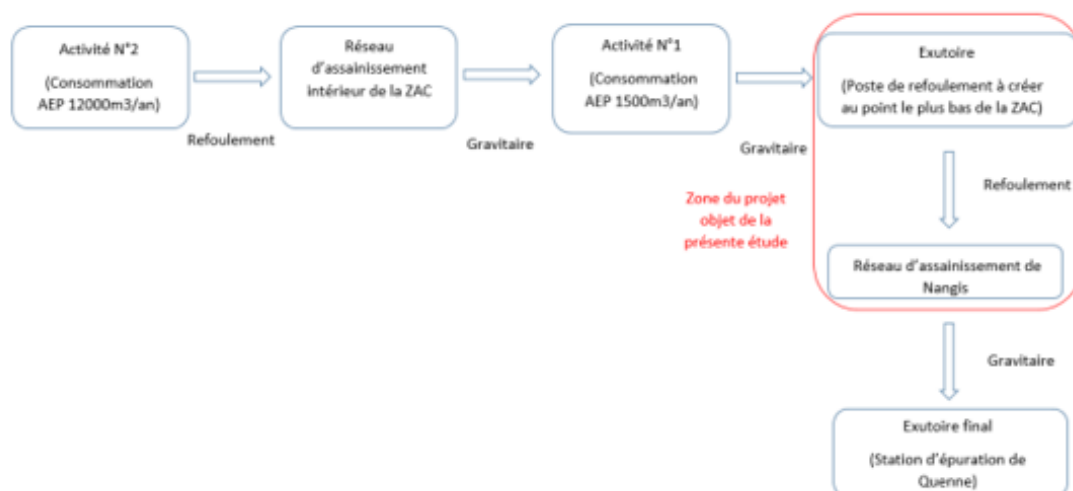 Activité N°2
(Consommation
AEP 12000m3/an)
Refoulement
Réseau
d'assainissement
intérieur de la ZAC
Gravitaire
Activité N°1
(Consommation
AEP 1500m3/an)
Gravitaire
Exutoire
(Poste de refoulement à créer
au point le plus bas de la ZAC)
Refoulement
Zone du projet
objet de la
présente étude
Réseau d'assainissement de
Nangis
Gravitaire
Exutoire final
(Station d'épuration de
Quenne)